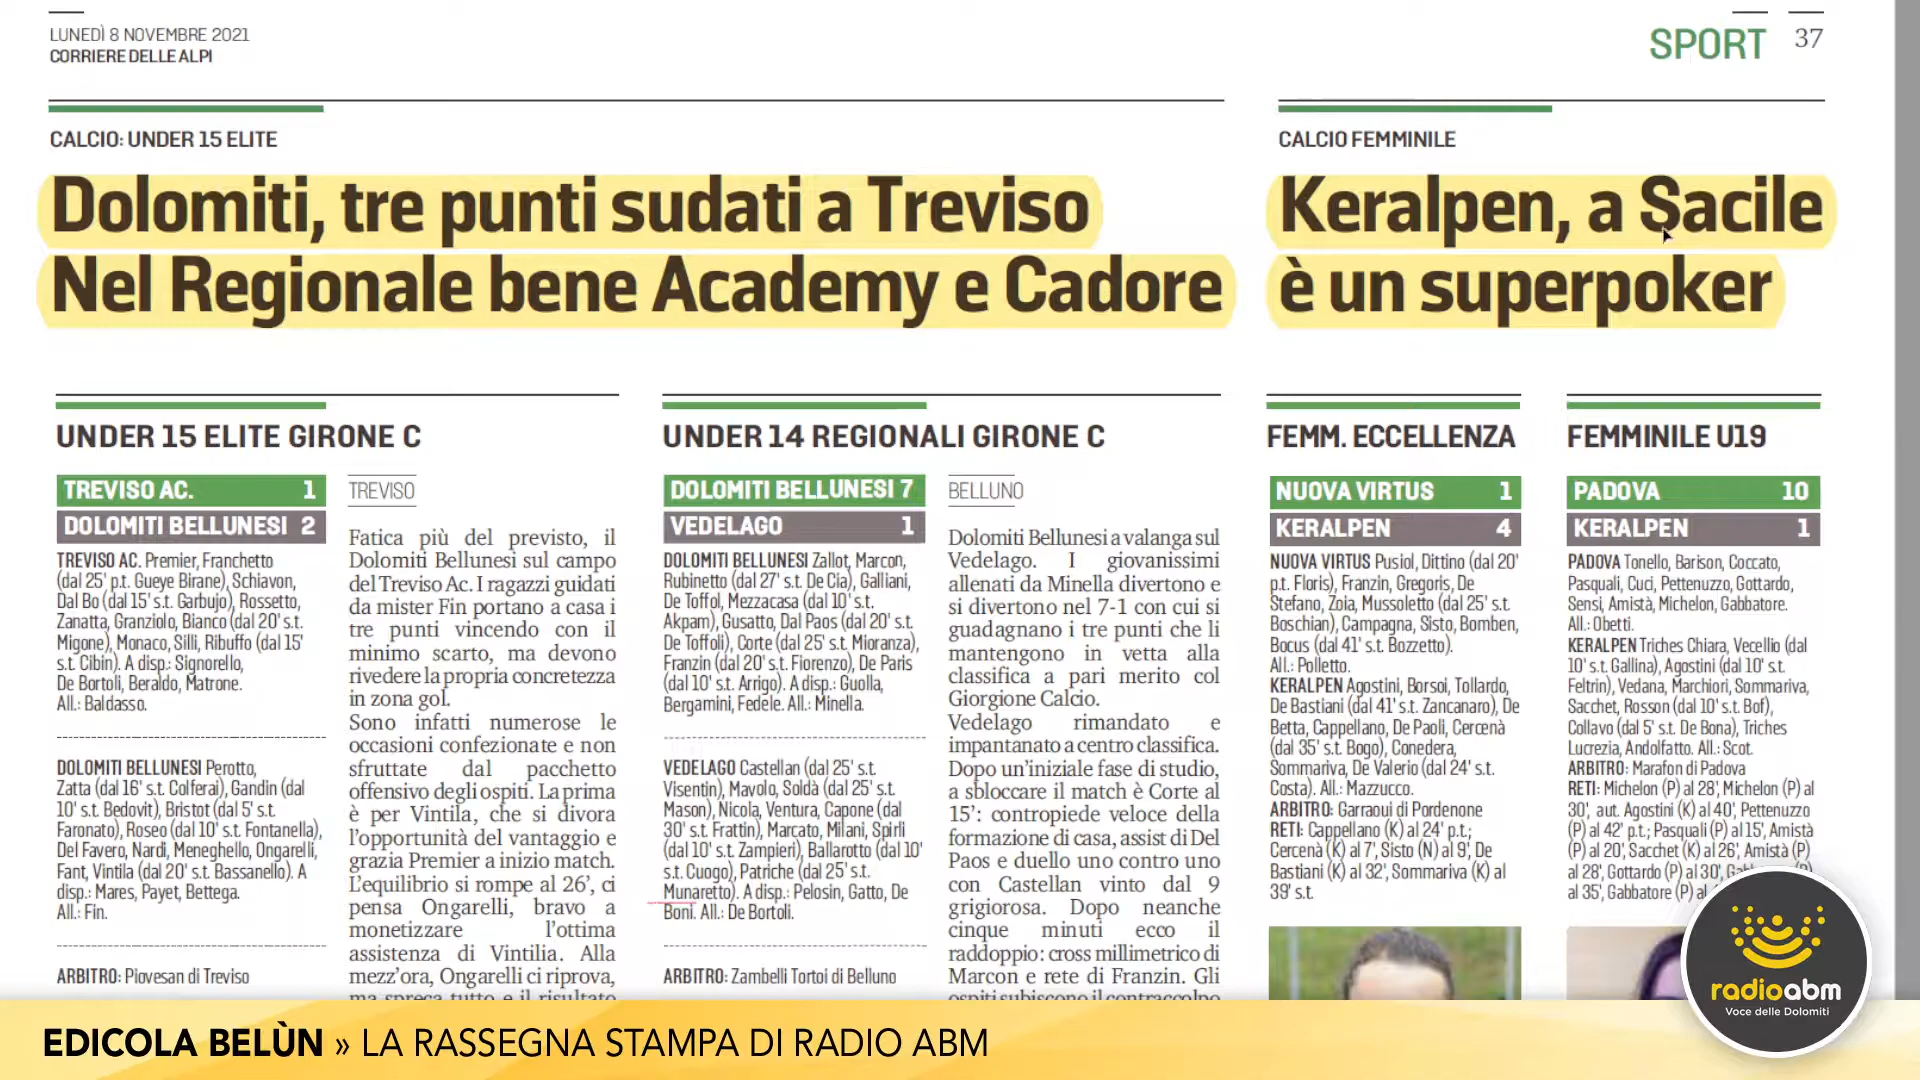 LUNEDÌ 8 NOVEMBRE 2021
CORRIERE DELLE ALPI
SPORT 37
CALCIO: UNDER 15 ELITE
Dolomiti, tre punti sudati a Treviso
Nel Regionale bene Academy e Cadore
CALCIO FEMMINILE
Keralpen, a Sacile
è un superpoker
UNDER 15 ELITE GIRONE C
TREVISO AC. 1
DOLOMITI BELLUNESI 2
TREVISO AC. Premier, Franchetto
(dal 25' p.t. Gueye Birane), Schiavon,
Dal Bo (dal 15' s.t. Garbujo), Rossetto,
Zanatta, Granziolo, Bianco (dal 20' s.t.
Migone), Monaco, Silli, Ribuffo (dal 15'
s.t. Cibin). A disp.: Signorello,
De Bortoli, Beraldo, Matrone.
All.: Baldasso.
DOLOMITI BELLUNESI Perotto,
Zatta (dal 16' s.t. Colferai), Gandin (dal
10' s.t. Bedovit), Bristot (dal 5' s.t.
Faronato), Roseo (dal 10' s.t. Fontanella),
Del Favero, Nardi, Meneghello, Ongarelli,
Fant, Vintila (dal 20' s.t. Bassanello). A
disp.: Mares, Payet, Bettega.
All.: Fin.
ARBITRO: Piovesan di Treviso
TREVISO
Fatica più del previsto, il
Dolomiti Bellunesi sul campo
del Treviso Ac. I ragazzi guidati
da mister Fin portano a casa i
tre punti vincendo con il
minimo scarto, ma devono
rivedere la propria concretezza
in zona gol.
Sono infatti numerose le
occasioni confezionate e non
sfruttate dal pacchetto
offensivo degli ospiti. La prima
è per Vintila, che si divora
l'opportunità del vantaggio e
grazia Premier a inizio match.
L'equilibrio si rompe al 26', ci
pensa Ongarelli, bravo a
monetizzare l'ottima
assistenza di Vintilia. Alla
mezz'ora, Ongarelli ci riprova,
ma spreca tutto e il risultato
UNDER 14 REGIONALI GIRONE C
DOLOMITI BELLUNESI 7
VEDELAGO 1
DOLOMITI BELLUNESI Zallot, Marcon,
Rubinetto (dal 27' s.t. De Cia), Galliani,
De Toffol, Mezzacasa (dal 10' s.t.
Akpam), Gusatto, Dal Paos (dal 20' s.t.
De Toffoli), Corte (dal 25' s.t. Mioranza),
Franzin (dal 20' s.t. Fiorenzo), De Paris
(dal 10' s.t. Arrigo). A disp.: Guolla,
Bergamini, Fedele. All.: Minella.
VEDELAGO Castellan (dal 25' s.t.
Visentin), Mavolo, Soldà (dal 25' s.t.
Mason), Nicola, Ventura, Capone (dal
30' s.t. Frattin), Marcato, Milani, Spirli
(dal 10' s.t. Zampieri), Ballarotto (dal 10'
s.t. Cuogo), Patriche (dal 25' s.t.
Munaretto). A disp.: Pelosin, Gatto, De
Boni. All.: De Bortoli.
ARBITRO: Zambelli Tortoi di Belluno
BELLUNO
Dolomiti Bellunesi a valanga sul
Vedelago. I giovanissimi
allenati da Minella divertono e
si divertono nel 7-1 con cui si
guadagnano i tre punti che li
mantengono in vetta alla
classifica a pari merito col
Giorgione Calcio.
Vedelago rimandato e
impantanato a centro classifica.
Dopo un'iniziale fase di studio,
a sbloccare il match è Corte al
15': contropiede veloce della
formazione di casa, assist di Del
Paos e duello uno contro uno
con Castellan vinto dal 9
grigiorosa. Dopo neanche
cinque minuti ecco il
raddoppio: cross millimetrico di
Marcon e rete di Franzin. Gli
ospiti subiscono il contraccolpo
FEMM. ECCELLENZA
NUOVA VIRTUS 1
KERALPEN 4
NUOVA VIRTUS Pusiol, Dittino (dal 20'
p.t. Floris), Franzin, Gregoris, De
Stefano, Zoia, Mussoletto (dal 25' s.t.
Boschian), Campagna, Sisto, Bomben,
Bocus (dal 41' s.t. Bozzetto).
All.: Polletto.
KERALPEN Agostini, Borsoi, Tollardo,
De Bastiani (dal 41' s.t. Zancanaro), De
Betta, Cappellano, De Paoli, Cercenà
(dal 35' s.t. Bogo), Conedera,
Sommariva, De Valerio (dal 24' s.t.
Costa). All.: Mazzucco.
ARBITRO: Garraoui di Pordenone
RETI: Cappellano (K) al 24' p.t.;
Cercenà (K) al 7', Sisto (N) al 9', De
Bastiani (K) al 32', Sommariva (K) al
39' s.t.
FEMMINILE U19
PADOVA 10
KERALPEN 1
PADOVA Tonello, Barison, Coccato,
Pasquali, Cuci, Pettenuzzo, Gottardo,
Sensi, Amistà, Michelon, Gabbatore.
All.: Obetti.
KERALPEN Triches Chiara, Vecellio (dal
10' s.t. Gallina), Agostini (dal 10' s.t.
Feltrin), Vedana, Marchiori, Sommariva,
Sacchet, Rosson (dal 10' s.t. Bof),
Collavo (dal 5' s.t. De Bona), Triches
Lucrezia, Andolfatto. All.: Scot.
ARBITRO: Marafon di Padova
RETI: Michelon (P) al 28', Michelon (P) al
30', aut. Agostini (K) al 40', Pettenuzzo
(P) al 42' p.t.; Pasquali (P) al 15', Amistà
(P) al 20', Sacchet (K) al 26', Amistà (P)
al 28', Gottardo (P) al 30',
al 35', Gabbatore (P) al
radioabm
Voce delle Dolomiti
EDICOLA BELÙN » LA RASSEGNA STAMPA DI RADIO ABM